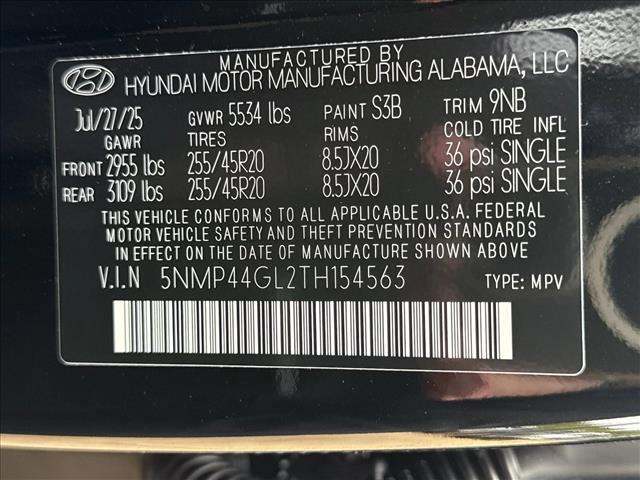 MANUFACTURED BY
HYUNDAI MOTOR MANUFACTURING ALABAMA, LLC
Jul/27/25 GVWR 5534 lbs PAINT S3B TRIM 9NB
GAWR TIRES RIMS COLD TIRE INFL
FRONT 2955 lbs 255/45R20 8.5JX20 36 psi SINGLE
REAR 3109 lbs 255/45R20 8.5JX20 36 psi SINGLE
THIS VEHICLE CONFORMS TO ALL APPLICABLE U.S.A. FEDERAL
MOTOR VEHICLE SAFETY AND THEFT PREVENTION STANDARDS
IN EFFECT ON THE DATE OF MANUFACTURE SHOWN ABOVE
V.I.N 5NMP44GL2TH154563 TYPE: MPV